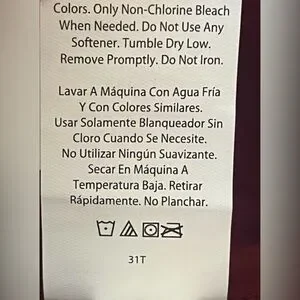 Colors. Only Non-Chlorine Bleach
When Needed. Do Not Use Any
Softener. Tumble Dry Low.
Remove Promptly. Do Not Iron.
Lavar A Máquina Con Agua Fría
Y Con Colores Similares.
Usar Solamente Blanqueador Sin
Cloro Cuando Se Necesite.
No Utilizar Ningún Suavizante.
Secar En Máquina A
Temperatura Baja. Retirar
Rápidamente. No Planchar.
31T